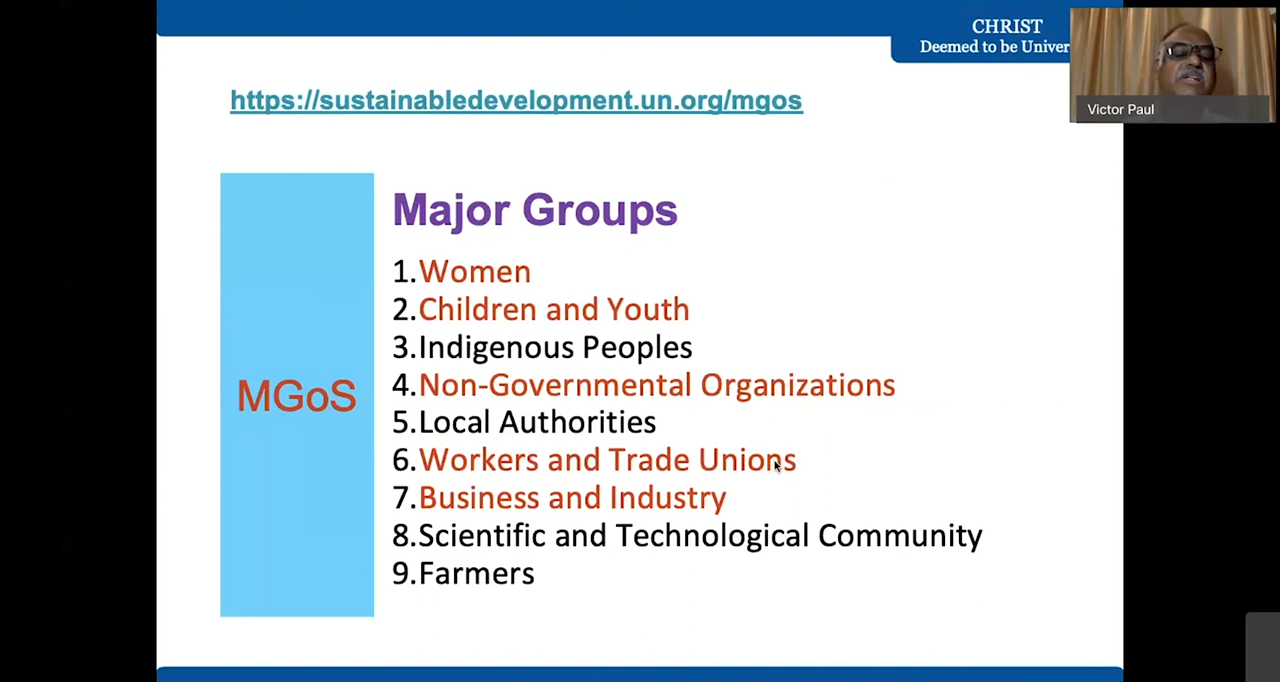 CHRIST
Deemed to be Univer
Victor Paul
https://sustainabledevelopment.un.org/mgos
MGoS
Major Groups
1.Women
2.Children and Youth
3.Indigenous Peoples
4.Non-Governmental Organizations
5.Local Authorities
6.Workers and Trade Unions
7.Business and Industry
8.Scientific and Technological Community
9.Farmers